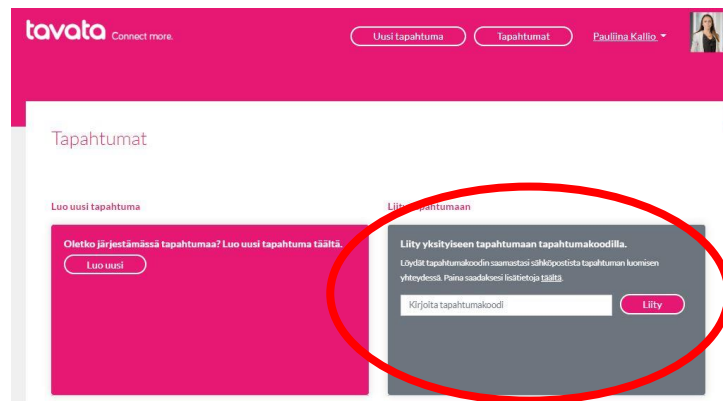 tavata Connect more.
Uusi tapahtuma
Tapahtumat
Pauliina Kallio
Tapahtumat
Luo uusi tapahtuma
Oletko järjestämässä tapahtumaa? Luo uusi tapahtuma täältä.
Luo uusi
Liity tapahtumaan
Liity yksityiseen tapahtumaan tapahtumakoodilla.
Löydät tapahtumakoodin saamastasi sähköpostista tapahtuman luomisen
yhteydessä. Paina saadaksesi lisätietoja täältä.
Kirjoita tapahtumakoodi
Liity